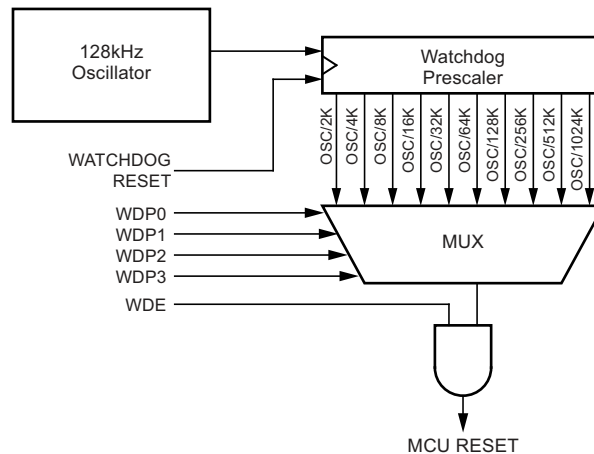 128kHz
Oscillator
Watchdog
Prescaler
OSC/2K
OSC/4K
OSC/8K
OSC/16K
OSC/32K
OSC/64K
OSC/128K
OSC/256K
OSC/512K
OSC/1024K
WATCHDOG
RESET
WDP0
WDP1
WDP2
WDP3
MUX
WDE
MCU RESET